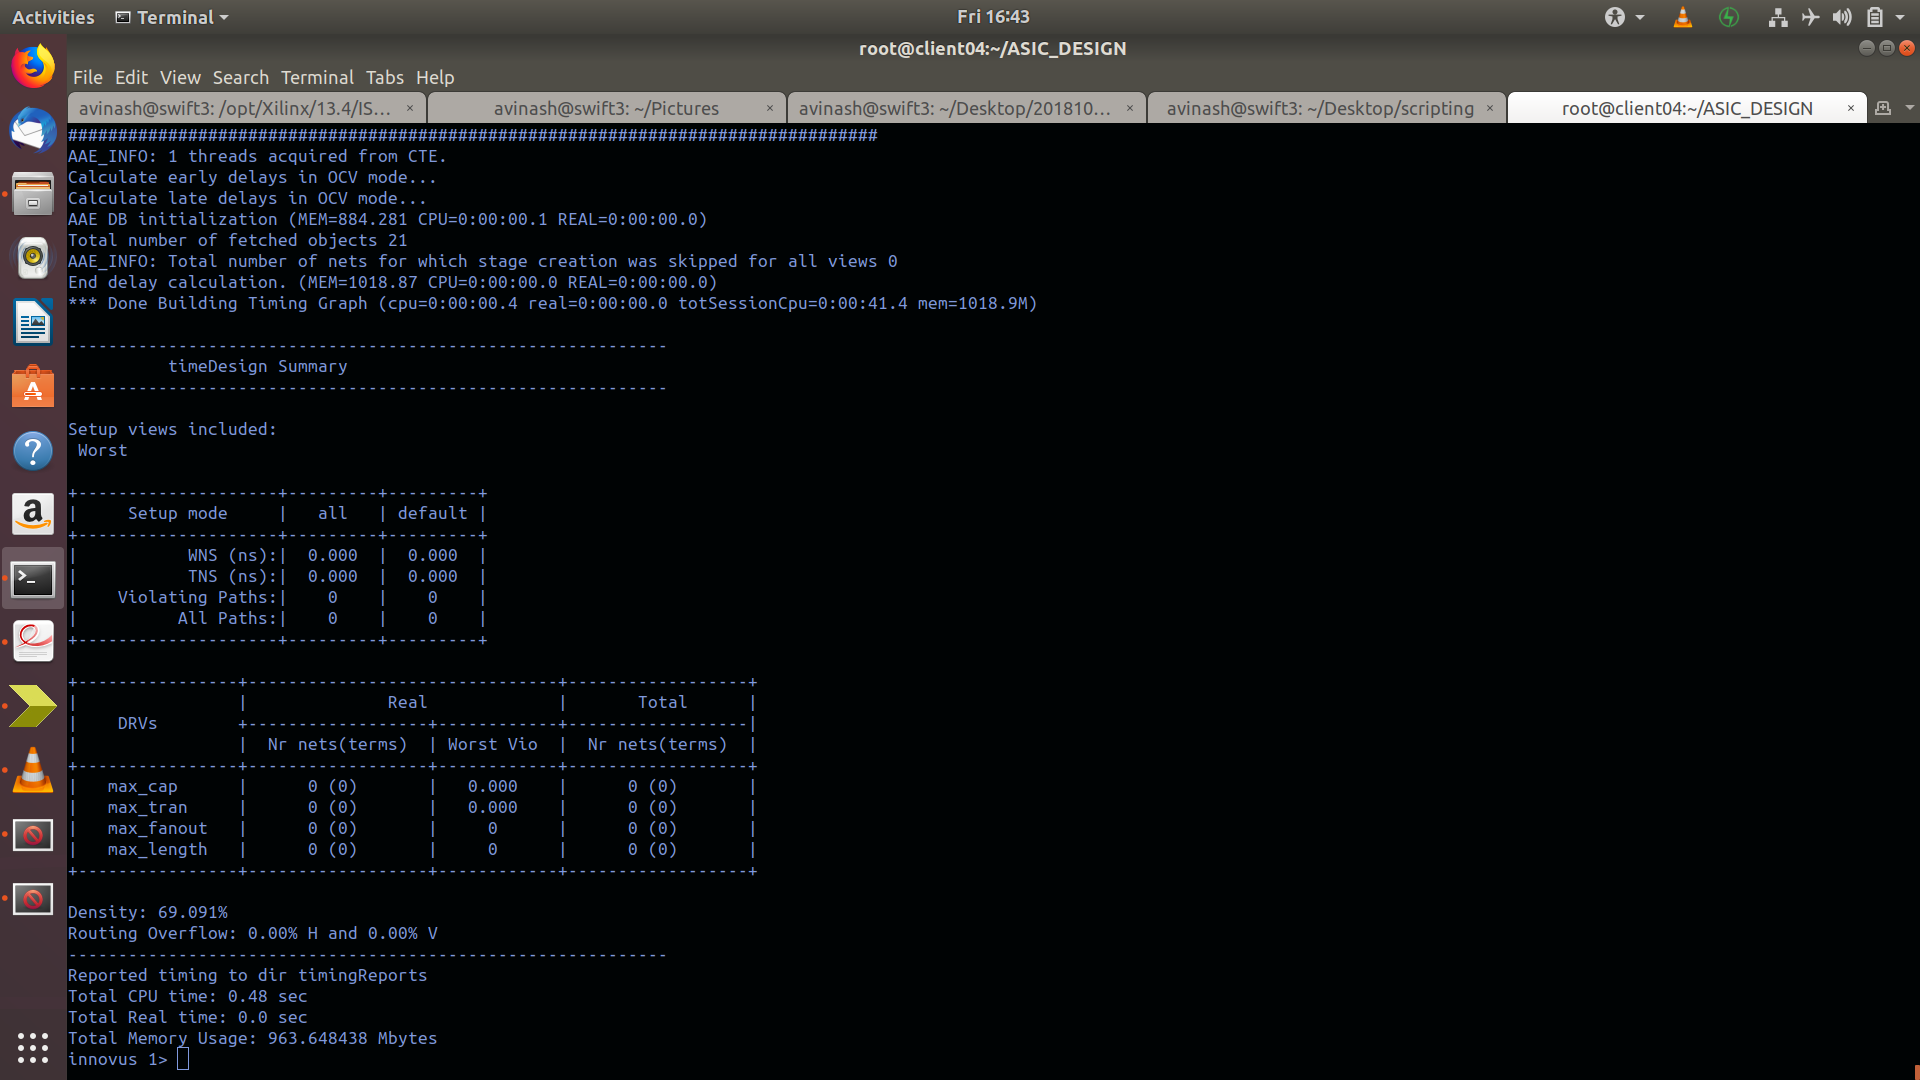 Activities Terminal Fri 16:43
root@client04:~/ASIC_DESIGN
File Edit View Search Terminal Tabs Help
avinash@swift3: /opt/Xilinx/13.4/IS... × avinash@swift3: ~/Pictures × avinash@swift3: ~/Desktop/201810... × avinash@swift3: ~/Desktop/scripting × root@client04:~/ASIC_DESIGN ×
#################################################################################
AAE_INFO: 1 threads acquired from CTE.
Calculate early delays in OCV mode...
Calculate late delays in OCV mode...
AAE DB initialization (MEM=884.281 CPU=0:00:00.1 REAL=0:00:00.0)
Total number of fetched objects 21
AAE_INFO: Total number of nets for which stage creation was skipped for all views 0
End delay calculation. (MEM=1018.87 CPU=0:00:00.0 REAL=0:00:00.0)
*** Done Building Timing Graph (cpu=0:00:00.4 real=0:00:00.0 totSessionCpu=0:00:41.4 mem=1018.9M)
------------------------------------------------------------
          timeDesign Summary
------------------------------------------------------------
Setup views included:
 Worst
+--------------------+---------+---------+
|     Setup mode     |   all   | default |
+--------------------+---------+---------+
|           WNS (ns):|  0.000  |  0.000  |
|           TNS (ns):|  0.000  |  0.000  |
|    Violating Paths:|    0    |    0    |
|          All Paths:|    0    |    0    |
+--------------------+---------+---------+
+----------------+-------------------------------+------------------+
|                |              Real             |       Total      |
|    DRVs        +------------------+------------+------------------|
|                |  Nr nets(terms)  | Worst Vio  |  Nr nets(terms)  |
+----------------+------------------+------------+------------------+
|   max_cap      |      0 (0)       |   0.000    |      0 (0)       |
|   max_tran     |      0 (0)       |   0.000    |      0 (0)       |
|   max_fanout   |      0 (0)       |     0      |      0 (0)       |
|   max_length   |      0 (0)       |     0      |      0 (0)       |
+----------------+------------------+------------+------------------+
Density: 69.091%
Routing Overflow: 0.00% H and 0.00% V
------------------------------------------------------------
Reported timing to dir timingReports
Total CPU time: 0.48 sec
Total Real time: 0.0 sec
Total Memory Usage: 963.648438 Mbytes
innovus 1>